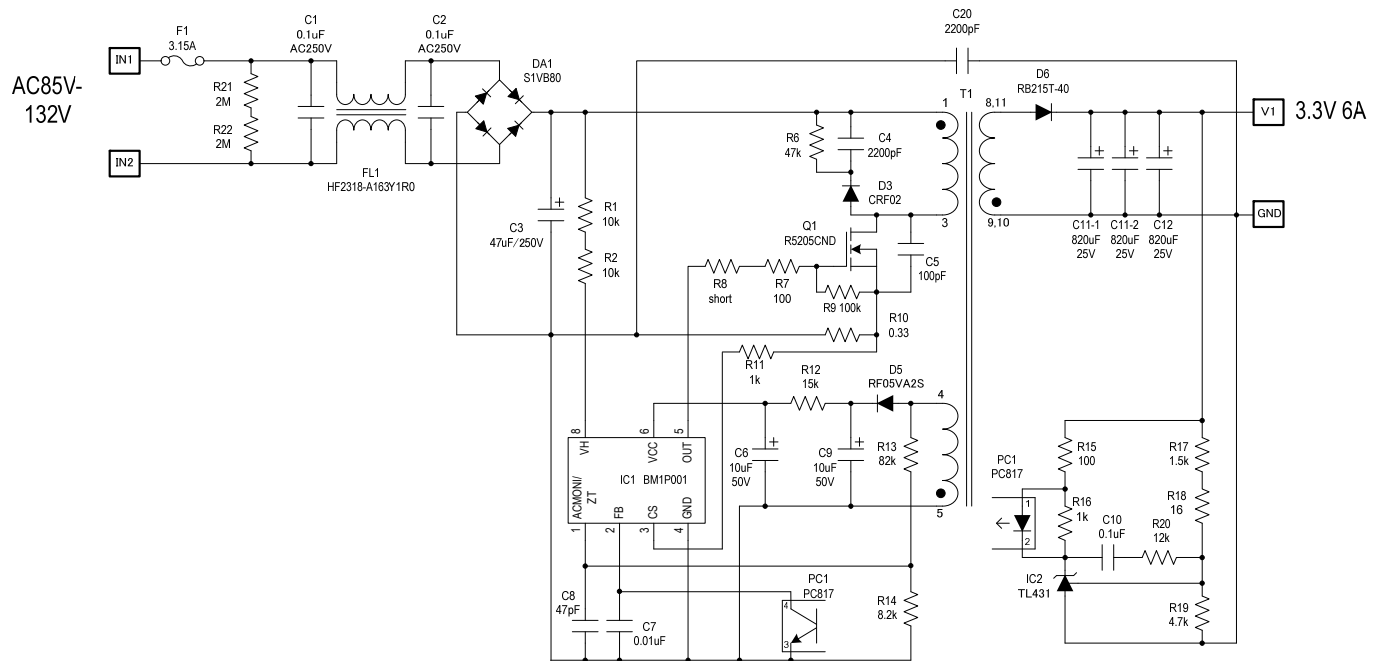 F1
3.15A
C1
0.1uF
AC250V
C2
0.1uF
AC250V
C20
2200pF
IN1
AC85V-
132V
R21
2M
R22
2M
IN2
DA1
S1VB80
FL1
HF2318-A163Y1R0
D6
RB215T-40
T1
1
8,11
V1
3.3V 6A
R6
47k
C4
2200pF
D3
CRF02
3
9,10
GND
C11-1
820uF
25V
C11-2
820uF
25V
C12
820uF
25V
C3
47uF/250V
R1
10k
R2
10k
Q1
R5205CND
C5
100pF
R8
short
R7
100
R9 100k
R10
0.33
R11
1k
R12
15k
D5
RF05VA2S
4
8
VH
6
VCC
5
OUT
C6
10uF
50V
C9
10uF
50V
R13
82k
IC1 BM1P001
ACMONI/
ZT
FB
CS
GND
1
2
3
4
5
PC1
PC817
1
2
R15
100
R16
1k
R17
1.5k
R18
16
C10
0.1uF
R20
12k
IC2
TL431
R19
4.7k
C8
47pF
C7
0.01uF
PC1
PC817
4
3
R14
8.2k